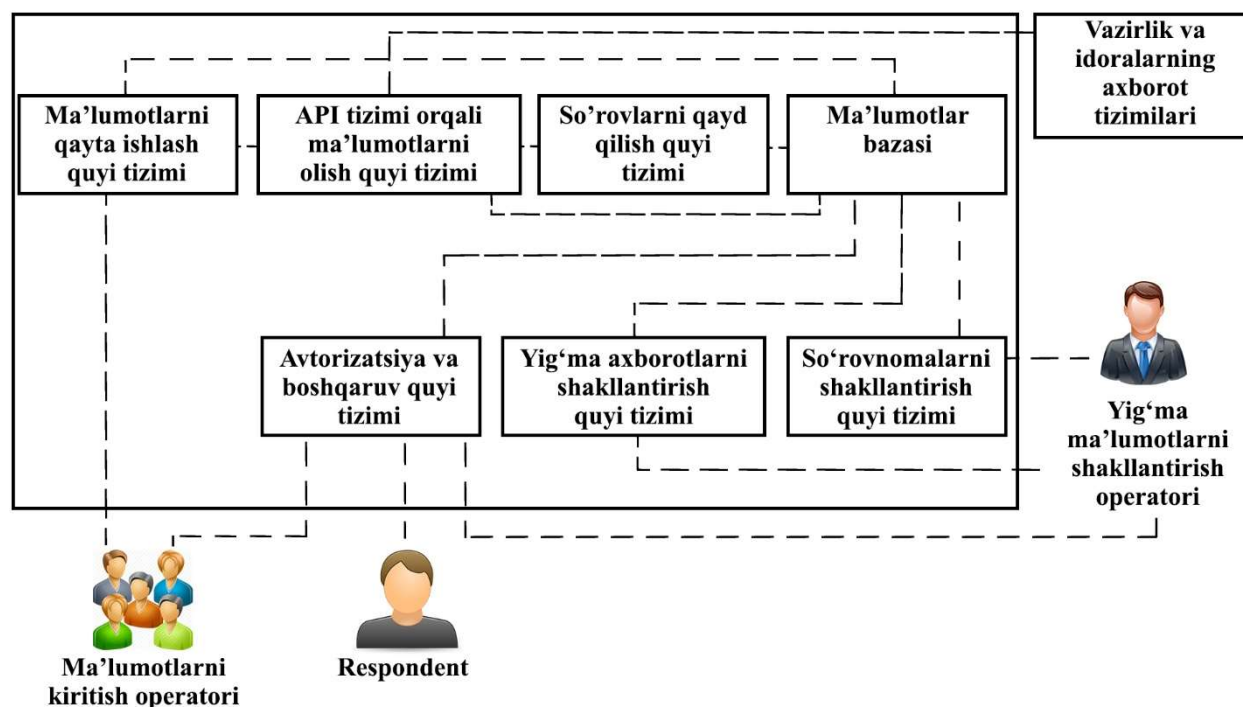 Vazirlik va
idoralarning
axborot
tizimilari
Ma’lumotlarni
qayta ishlash
quyi tizimi
API tizimi orqali
ma’lumotlarni
olish quyi tizimi
So’rovlarni qayd
qilish quyi
tizimi
Ma’lumotlar
bazasi
Avtorizatsiya va
boshqaruv quyi
tizimi
Yig‘ma axborotlarni
shakllantirish
quyi tizimi
So‘rovnomalarni
shakllantirish
quyi tizimi
Yig‘ma
ma’lumotlarni
shakllantirish
operatori
Ma’lumotlarni
kiritish operatori
Respondent